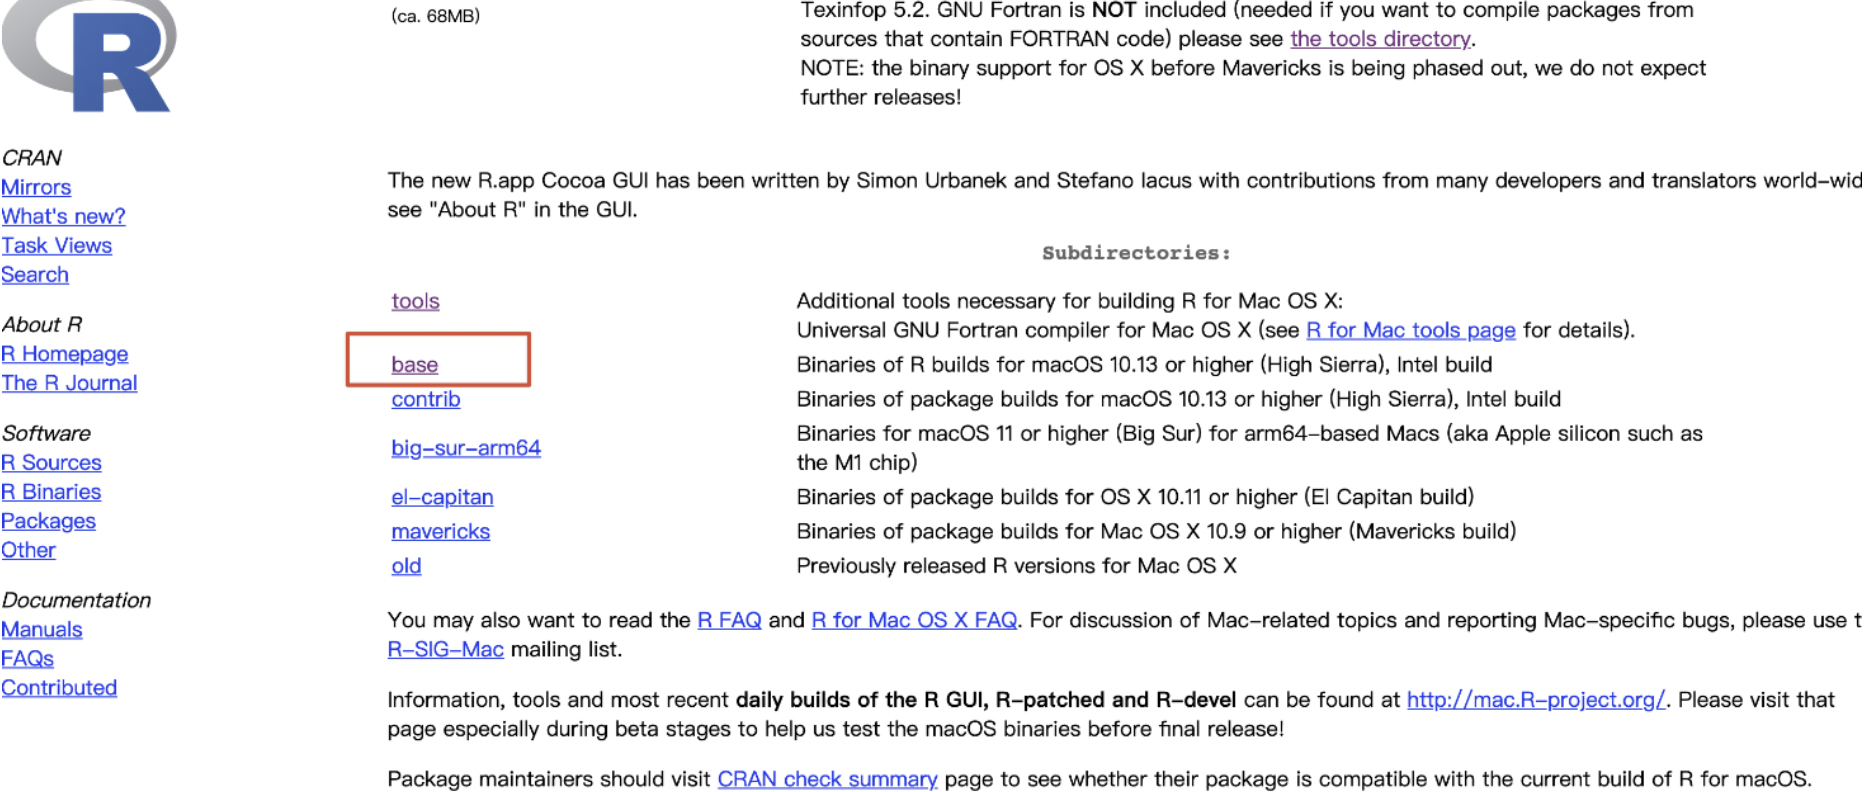 R
CRAN
Mirrors
What's new?
Task Views
Search
About R
R Homepage
The R Journal
Software
R Sources
R Binaries
Packages
Other
Documentation
Manuals
FAQs
Contributed
(ca. 68MB)
Texinfop 5.2. GNU Fortran is NOT included (needed if you want to compile packages from
sources that contain FORTRAN code) please see the tools directory.
NOTE: the binary support for OS X before Mavericks is being phased out, we do not expect
further releases!
The new R.app Cocoa GUI has been written by Simon Urbanek and Stefano Iacus with contributions from many developers and translators world-wid
see "About R" in the GUI.
Subdirectories:
tools Additional tools necessary for building R for Mac OS X:
Universal GNU Fortran compiler for Mac OS X (see R for Mac tools page for details).
base Binaries of R builds for macOS 10.13 or higher (High Sierra), Intel build
contrib Binaries of package builds for macOS 10.13 or higher (High Sierra), Intel build
big-sur-arm64 Binaries for macOS 11 or higher (Big Sur) for arm64-based Macs (aka Apple silicon such as
the M1 chip)
el-capitan Binaries of package builds for OS X 10.11 or higher (El Capitan build)
mavericks Binaries of package builds for Mac OS X 10.9 or higher (Mavericks build)
old Previously released R versions for Mac OS X
You may also want to read the R FAQ and R for Mac OS X FAQ. For discussion of Mac-related topics and reporting Mac-specific bugs, please use t
R-SIG-Mac mailing list.
Information, tools and most recent daily builds of the R GUI, R-patched and R-devel can be found at http://mac.R-project.org/. Please visit that
page especially during beta stages to help us test the macOS binaries before final release!
Package maintainers should visit CRAN check summary page to see whether their package is compatible with the current build of R for macOS.